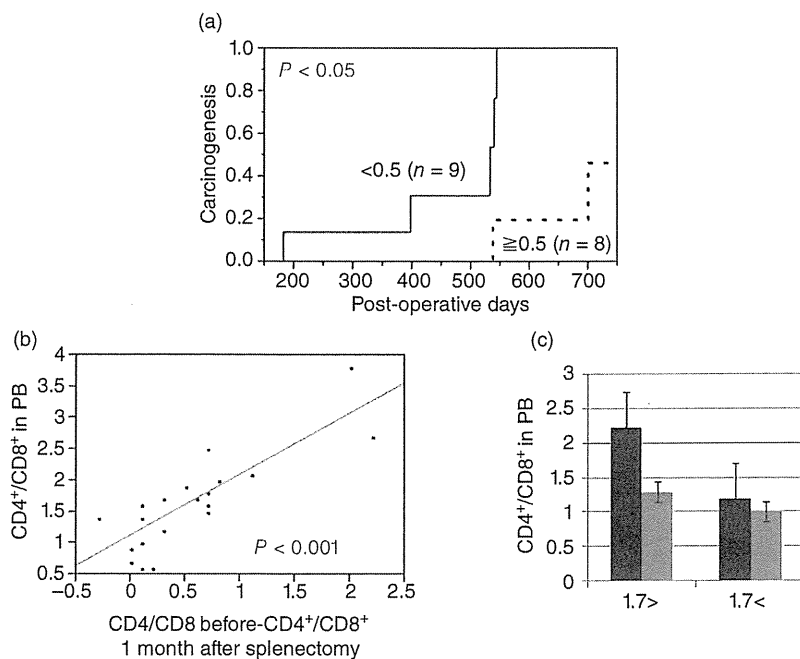 (a)
1.0
0.8
0.6
0.4
0.2
0.0
Carcinogenesis
P < 0.05
<0.5 (n = 9)
≧0.5 (n = 8)
200 300 400 500 600 700
Post-operative days
(b)
4
3.5
3
2.5
2
1.5
1
0.5
CD4⁺/CD8⁺ in PB
P < 0.001
−0.5 0 0.5 1 1.5 2 2.5
CD4/CD8 before-CD4⁺/CD8⁺
1 month after splenectomy
(c)
3
2.5
2
1.5
1
0.5
0
CD4⁺/CD8⁺ in PB
1.7> 1.7<